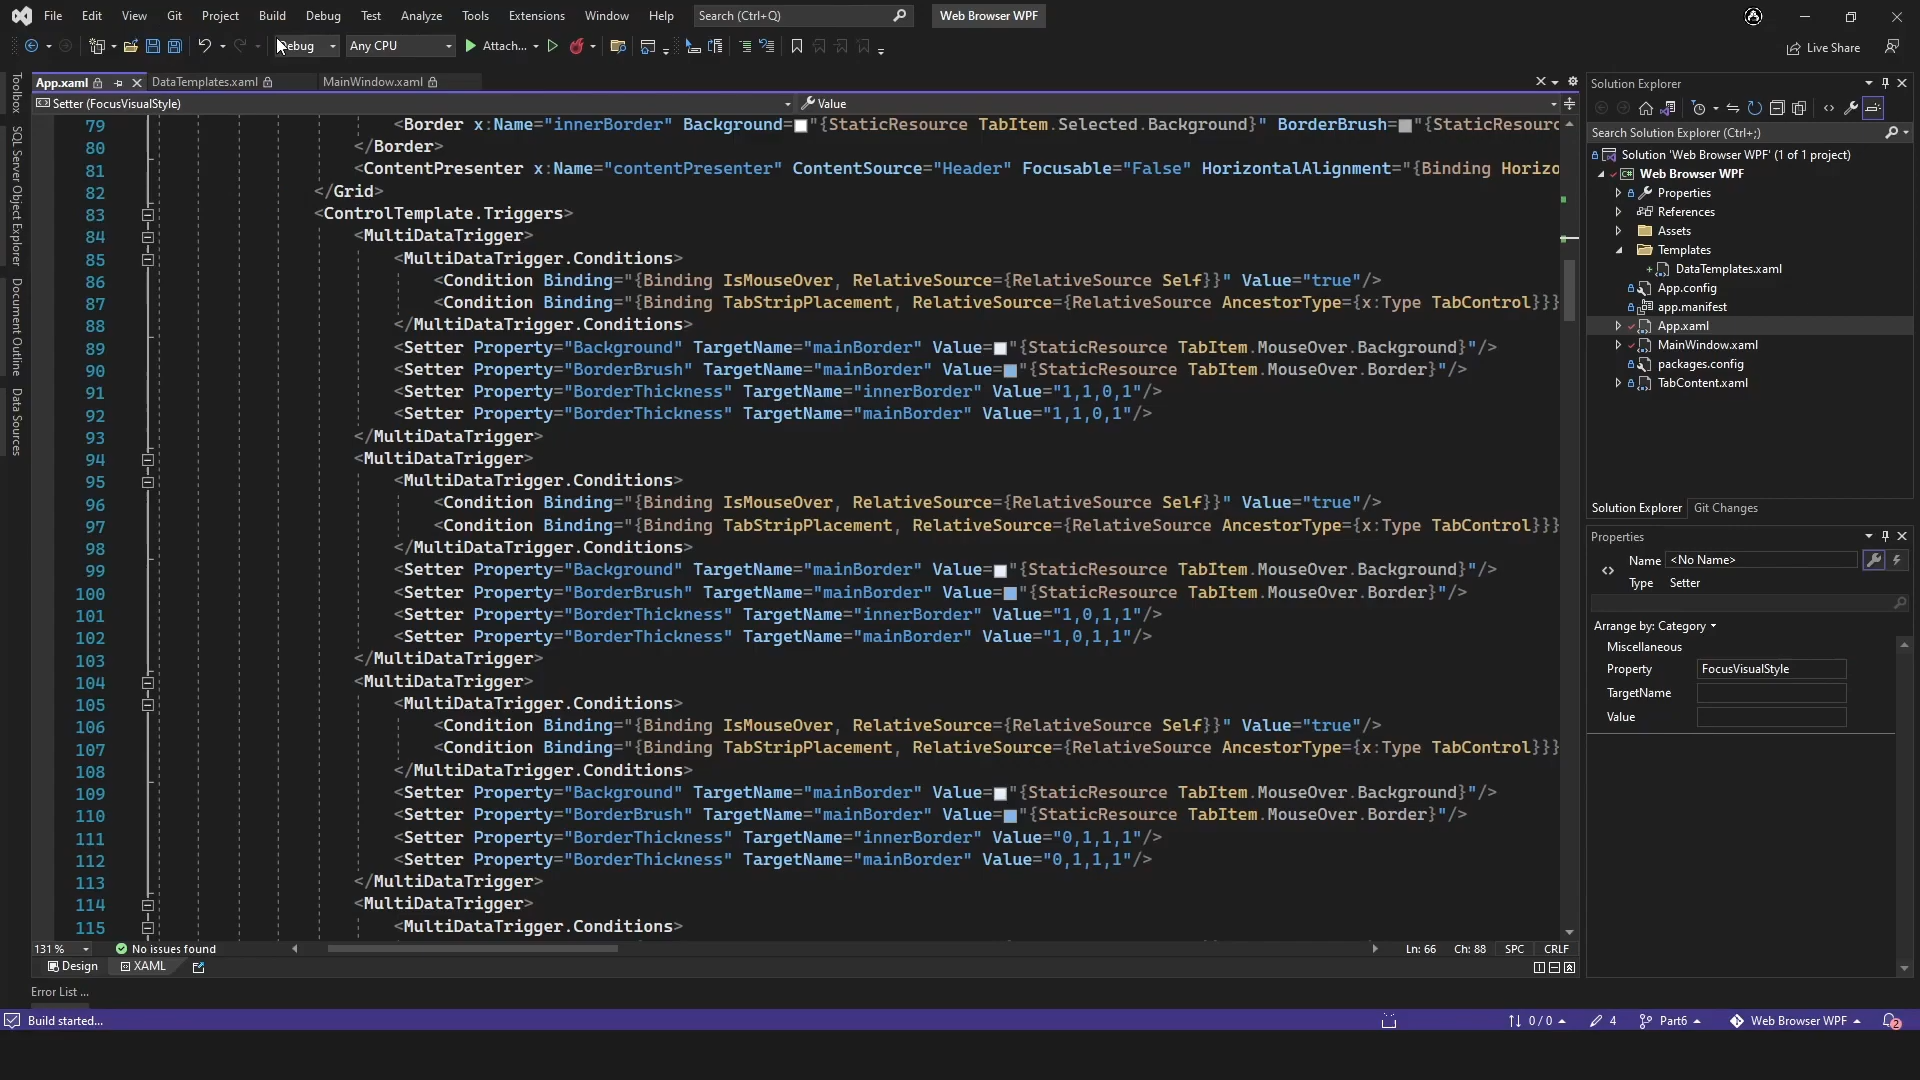 File Edit View Git Project Build Debug Test Analyze Tools Extensions Window Help Search (Ctrl+Q) Web Browser WPF
Debug Any CPU Attach... Live Share
App.xaml DataTemplates.xaml MainWindow.xaml
Setter (FocusVisualStyle) Value
Toolbox
SQL Server Object Explorer
Document Outline
Data Sources
79 <Border x:Name="innerBorder" Background="{StaticResource TabItem.Selected.Background}" BorderBrush="{StaticResourc
80 </Border>
81 <ContentPresenter x:Name="contentPresenter" ContentSource="Header" Focusable="False" HorizontalAlignment="{Binding Horizo
82 </Grid>
83 <ControlTemplate.Triggers>
84 <MultiDataTrigger>
85 <MultiDataTrigger.Conditions>
86 <Condition Binding="{Binding IsMouseOver, RelativeSource={RelativeSource Self}}" Value="true"/>
87 <Condition Binding="{Binding TabStripPlacement, RelativeSource={RelativeSource AncestorType={x:Type TabControl}}}
88 </MultiDataTrigger.Conditions>
89 <Setter Property="Background" TargetName="mainBorder" Value="{StaticResource TabItem.MouseOver.Background}"/>
90 <Setter Property="BorderBrush" TargetName="mainBorder" Value="{StaticResource TabItem.MouseOver.Border}"/>
91 <Setter Property="BorderThickness" TargetName="innerBorder" Value="1,1,0,1"/>
92 <Setter Property="BorderThickness" TargetName="mainBorder" Value="1,1,0,1"/>
93 </MultiDataTrigger>
94 <MultiDataTrigger>
95 <MultiDataTrigger.Conditions>
96 <Condition Binding="{Binding IsMouseOver, RelativeSource={RelativeSource Self}}" Value="true"/>
97 <Condition Binding="{Binding TabStripPlacement, RelativeSource={RelativeSource AncestorType={x:Type TabControl}}}
98 </MultiDataTrigger.Conditions>
99 <Setter Property="Background" TargetName="mainBorder" Value="{StaticResource TabItem.MouseOver.Background}"/>
100 <Setter Property="BorderBrush" TargetName="mainBorder" Value="{StaticResource TabItem.MouseOver.Border}"/>
101 <Setter Property="BorderThickness" TargetName="innerBorder" Value="1,0,1,1"/>
102 <Setter Property="BorderThickness" TargetName="mainBorder" Value="1,0,1,1"/>
103 </MultiDataTrigger>
104 <MultiDataTrigger>
105 <MultiDataTrigger.Conditions>
106 <Condition Binding="{Binding IsMouseOver, RelativeSource={RelativeSource Self}}" Value="true"/>
107 <Condition Binding="{Binding TabStripPlacement, RelativeSource={RelativeSource AncestorType={x:Type TabControl}}}
108 </MultiDataTrigger.Conditions>
109 <Setter Property="Background" TargetName="mainBorder" Value="{StaticResource TabItem.MouseOver.Background}"/>
110 <Setter Property="BorderBrush" TargetName="mainBorder" Value="{StaticResource TabItem.MouseOver.Border}"/>
111 <Setter Property="BorderThickness" TargetName="innerBorder" Value="0,1,1,1"/>
112 <Setter Property="BorderThickness" TargetName="mainBorder" Value="0,1,1,1"/>
113 </MultiDataTrigger>
114 <MultiDataTrigger>
115 <MultiDataTrigger.Conditions>
131 % No issues found Ln: 66 Ch: 88 SPC CRLF
Design XAML
Error List ...
Solution Explorer
Search Solution Explorer (Ctrl+;)
Solution 'Web Browser WPF' (1 of 1 project)
Web Browser WPF
Properties
References
Assets
Templates
DataTemplates.xaml
App.config
app.manifest
App.xaml
MainWindow.xaml
packages.config
TabContent.xaml
Solution Explorer Git Changes
Properties
Name <No Name>
Type Setter
Arrange by: Category
Miscellaneous
Property FocusVisualStyle
TargetName
Value
Build started... 0 / 0 4 Part6 Web Browser WPF 2